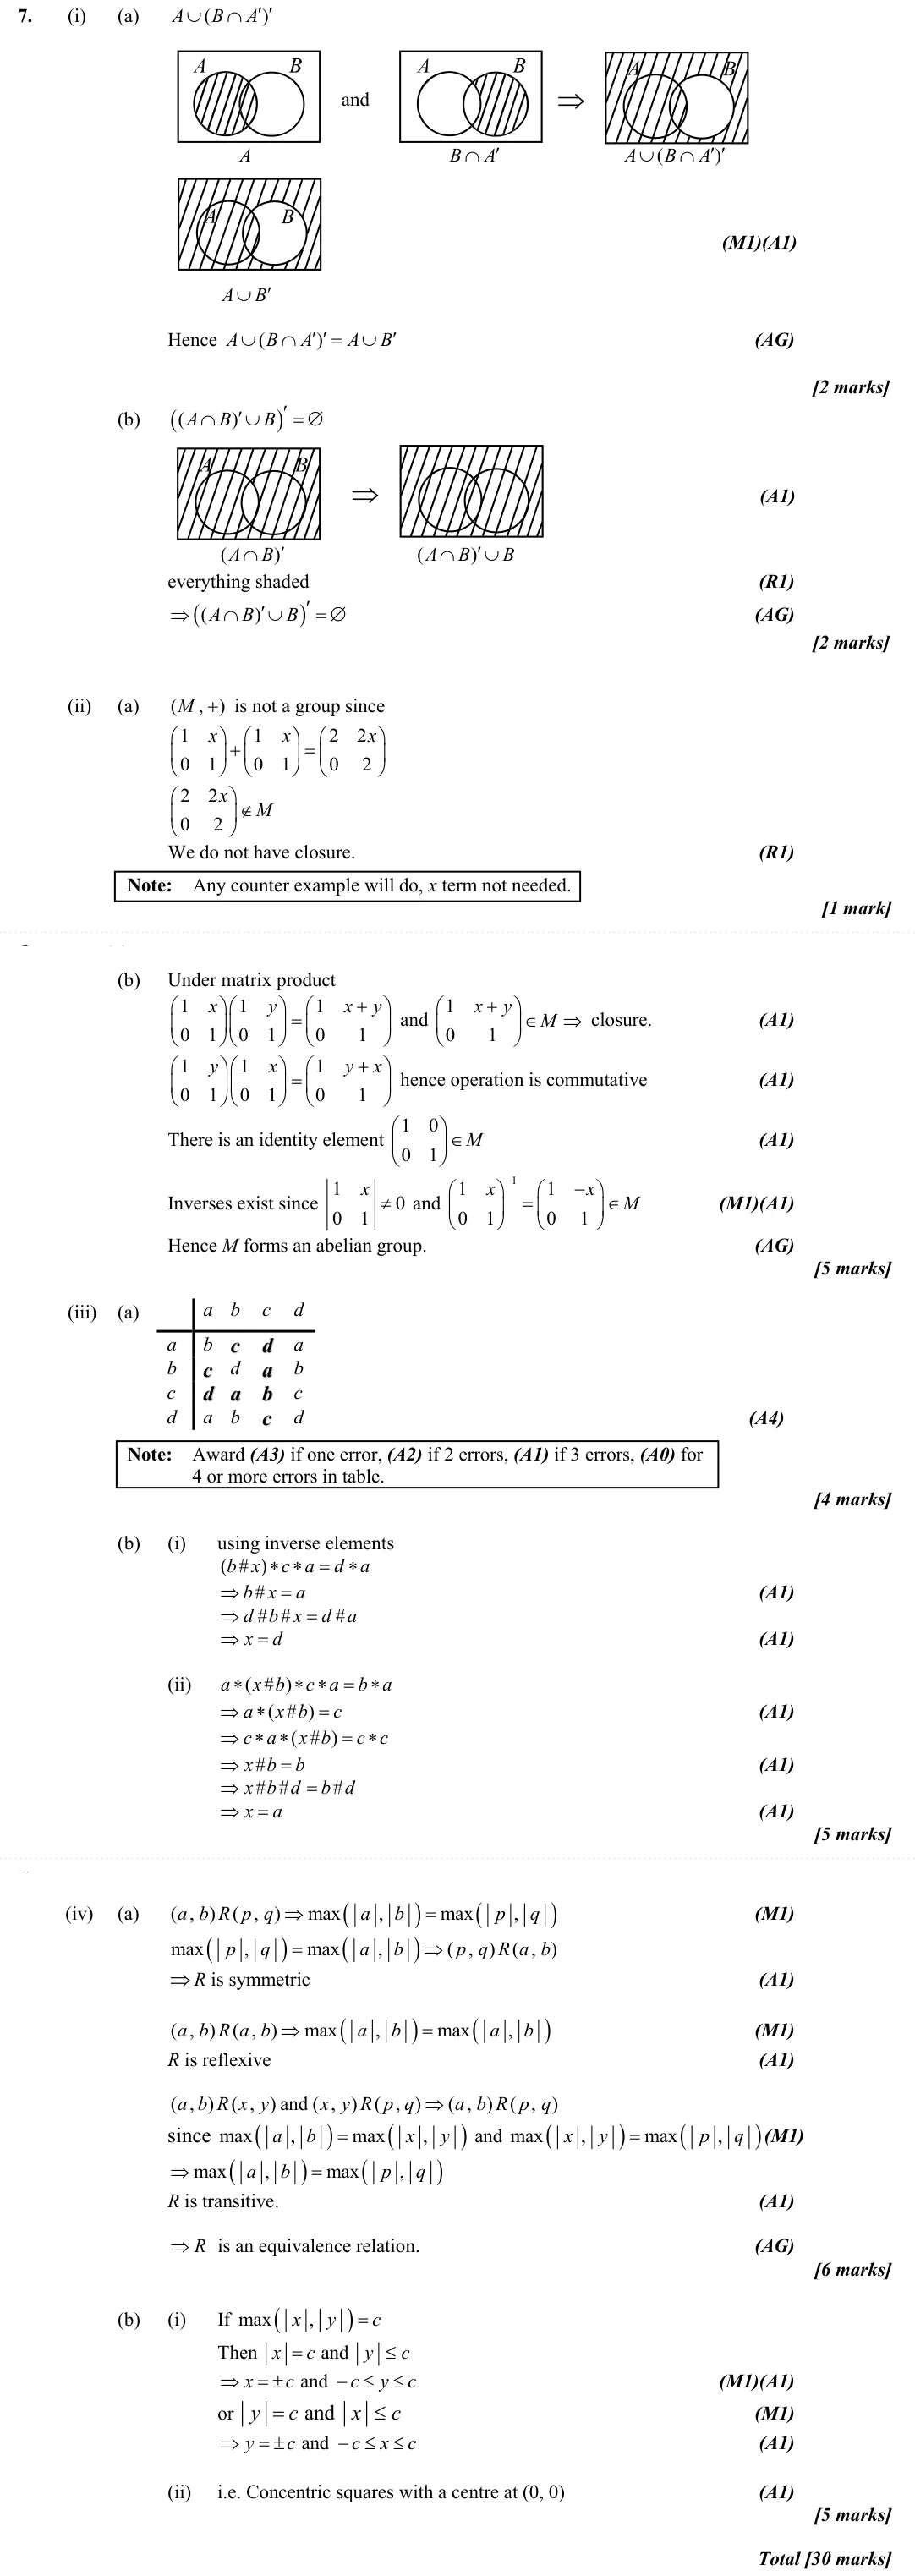 7. (i) (a) A∪(B∩A′)′
A B and A B ⇒ A B
A B∩A′ A∪(B∩A′)′
A B
(M1)(A1)
A∪B′
Hence A∪(B∩A′)′ = A∪B′ (AG)
[2 marks]
(b) ((A∩B)′∪B)′ = ∅
A B ⇒ (A1)
(A∩B)′ (A∩B)′∪B
everything shaded (R1)
⇒ ((A∩B)′∪B)′ = ∅ (AG)
[2 marks]
(ii) (a) (M, +) is not a group since
(1 x; 0 1) + (1 x; 0 1) = (2 2x; 0 2)
(2 2x; 0 2) ∉ M
We do not have closure. (R1)
Note: Any counter example will do, x term not needed.
[1 mark]
(b) Under matrix product
(1 x; 0 1)(1 y; 0 1) = (1 x+y; 0 1) and (1 x+y; 0 1) ∈ M ⇒ closure. (A1)
(1 y; 0 1)(1 x; 0 1) = (1 y+x; 0 1) hence operation is commutative (A1)
There is an identity element (1 0; 0 1) ∈ M (A1)
Inverses exist since |1 x; 0 1| ≠ 0 and (1 x; 0 1)⁻¹ = (1 −x; 0 1) ∈ M (M1)(A1)
Hence M forms an abelian group. (AG)
[5 marks]
(iii) (a) a b c d
a b c d a
b c d a b
c d a b c
d a b c d (A4)
Note: Award (A3) if one error, (A2) if 2 errors, (A1) if 3 errors, (A0) for
4 or more errors in table.
[4 marks]
(b) (i) using inverse elements
(b#x)∗c∗a = d∗a
⇒ b#x = a (A1)
⇒ d#b#x = d#a
⇒ x = d (A1)
(ii) a∗(x#b)∗c∗a = b∗a
⇒ a∗(x#b) = c (A1)
⇒ c∗a∗(x#b) = c∗c
⇒ x#b = b (A1)
⇒ x#b#d = b#d
⇒ x = a (A1)
[5 marks]
(iv) (a) (a, b)R(p, q) ⇒ max(|a|,|b|) = max(|p|,|q|) (M1)
max(|p|,|q|) = max(|a|,|b|) ⇒ (p, q)R(a, b)
⇒ R is symmetric (A1)
(a, b)R(a, b) ⇒ max(|a|,|b|) = max(|a|,|b|) (M1)
R is reflexive (A1)
(a, b)R(x, y) and (x, y)R(p, q) ⇒ (a, b)R(p, q)
since max(|a|,|b|) = max(|x|,|y|) and max(|x|,|y|) = max(|p|,|q|) (M1)
⇒ max(|a|,|b|) = max(|p|,|q|)
R is transitive. (A1)
⇒ R is an equivalence relation. (AG)
[6 marks]
(b) (i) If max(|x|,|y|) = c
Then |x| = c and |y| ≤ c
⇒ x = ±c and −c ≤ y ≤ c (M1)(A1)
or |y| = c and |x| ≤ c (M1)
⇒ y = ±c and −c ≤ x ≤ c (A1)
(ii) i.e. Concentric squares with a centre at (0, 0) (A1)
[5 marks]
Total [30 marks]